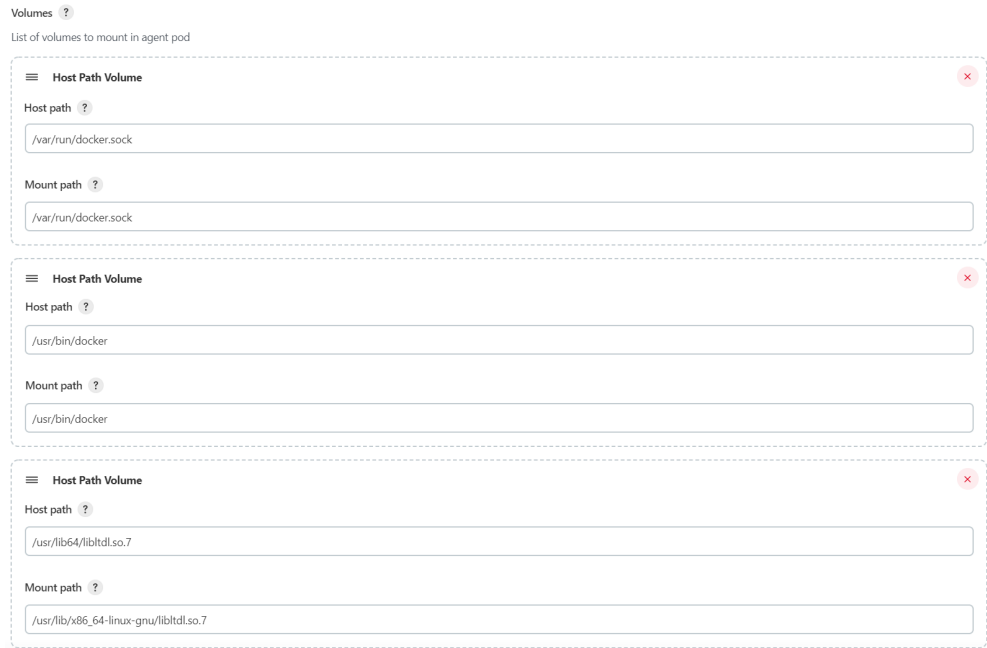 Volumes ?
List of volumes to mount in agent pod
Host Path Volume
Host path ?
/var/run/docker.sock
Mount path ?
/var/run/docker.sock
Host Path Volume
Host path ?
/usr/bin/docker
Mount path ?
/usr/bin/docker
Host Path Volume
Host path ?
/usr/lib64/libltdl.so.7
Mount path ?
/usr/lib/x86_64-linux-gnu/libltdl.so.7